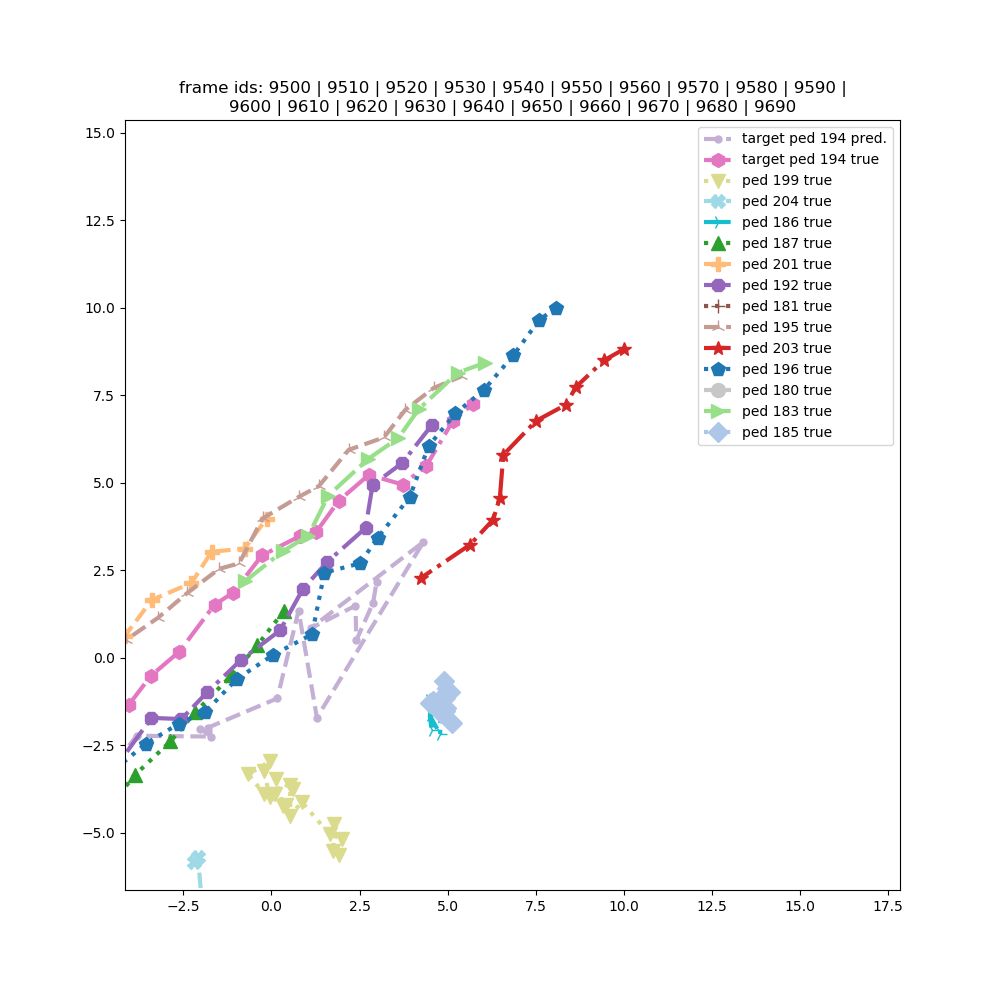 frame ids: 9500 | 9510 | 9520 | 9530 | 9540 | 9550 | 9560 | 9570 | 9580 | 9590 |
9600 | 9610 | 9620 | 9630 | 9640 | 9650 | 9660 | 9670 | 9680 | 9690
target ped 194 pred.
target ped 194 true
ped 199 true
ped 204 true
ped 186 true
ped 187 true
ped 201 true
ped 192 true
ped 181 true
ped 195 true
ped 203 true
ped 196 true
ped 180 true
ped 183 true
ped 185 true
15.0
12.5
10.0
7.5
5.0
2.5
0.0
−2.5
−5.0
−2.5 0.0 2.5 5.0 7.5 10.0 12.5 15.0 17.5